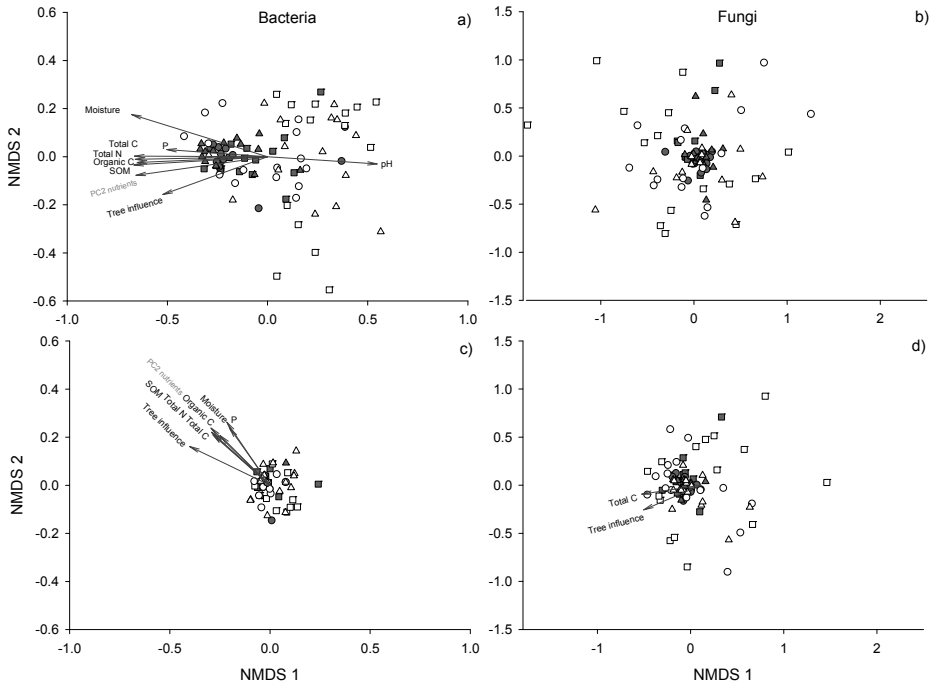 Bacteria
a)
0.6
0.4
0.2
0.0
-0.2
-0.4
-0.6
NMDS 2
Moisture
Total C
P
Total N
Organic C
SOM
PC2 nutrients
Tree influence
pH
-1.0
-0.5
0.0
0.5
1.0
Fungi
b)
1.5
1.0
0.5
0.0
-0.5
-1.0
-1.5
-1
0
1
2
c)
0.6
0.4
0.2
0.0
-0.2
-0.4
-0.6
NMDS 2
PC2 nutrients
Moisture
P
Organic C
SOM Total N Total C
Tree influence
-1.0
-0.5
0.0
0.5
1.0
NMDS 1
d)
1.5
1.0
0.5
0.0
-0.5
-1.0
-1.5
Total C
Tree influence
-1
0
1
2
NMDS 1